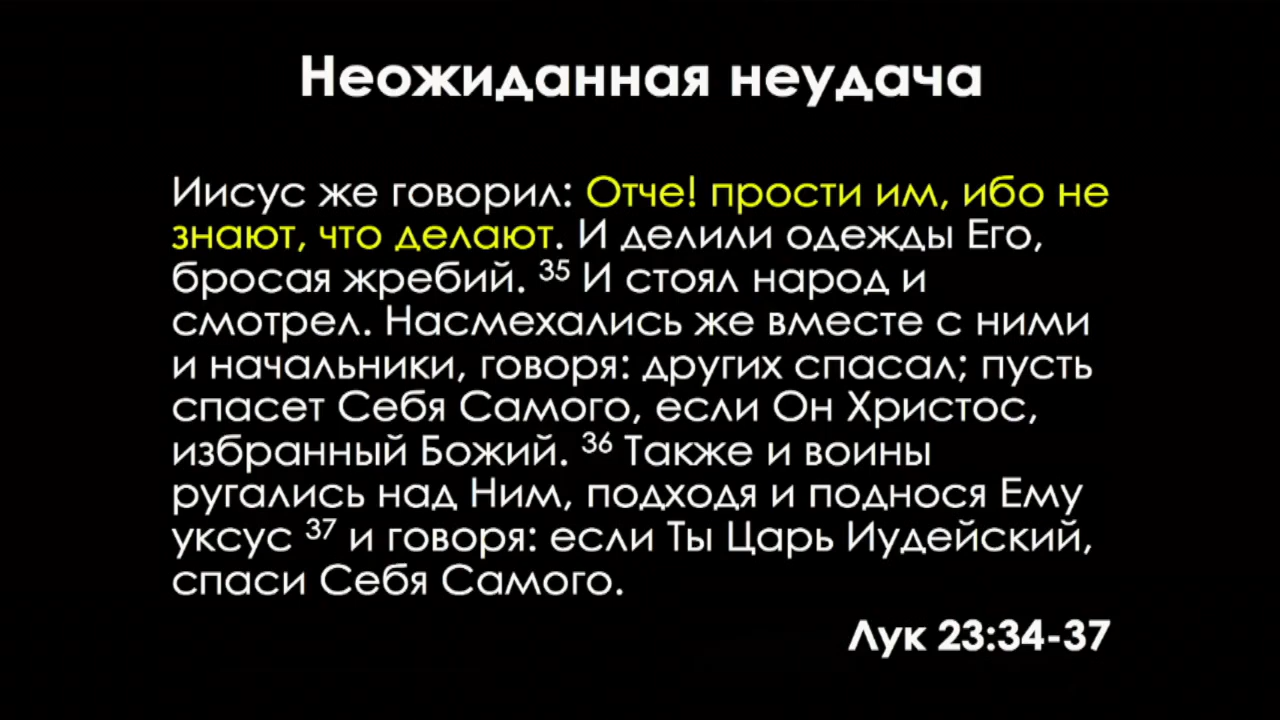 Неожиданная неудача
Иисус же говорил: Отче! прости им, ибо не
знают, что делают. И делили одежды Его,
бросая жребий. ³⁵ И стоял народ и
смотрел. Насмехались же вместе с ними
и начальники, говоря: других спасал; пусть
спасет Себя Самого, если Он Христос,
избранный Божий. ³⁶ Также и воины
ругались над Ним, подходя и поднося Ему
уксус ³⁷ и говоря: если Ты Царь Иудейский,
спаси Себя Самого.
Лук 23:34-37